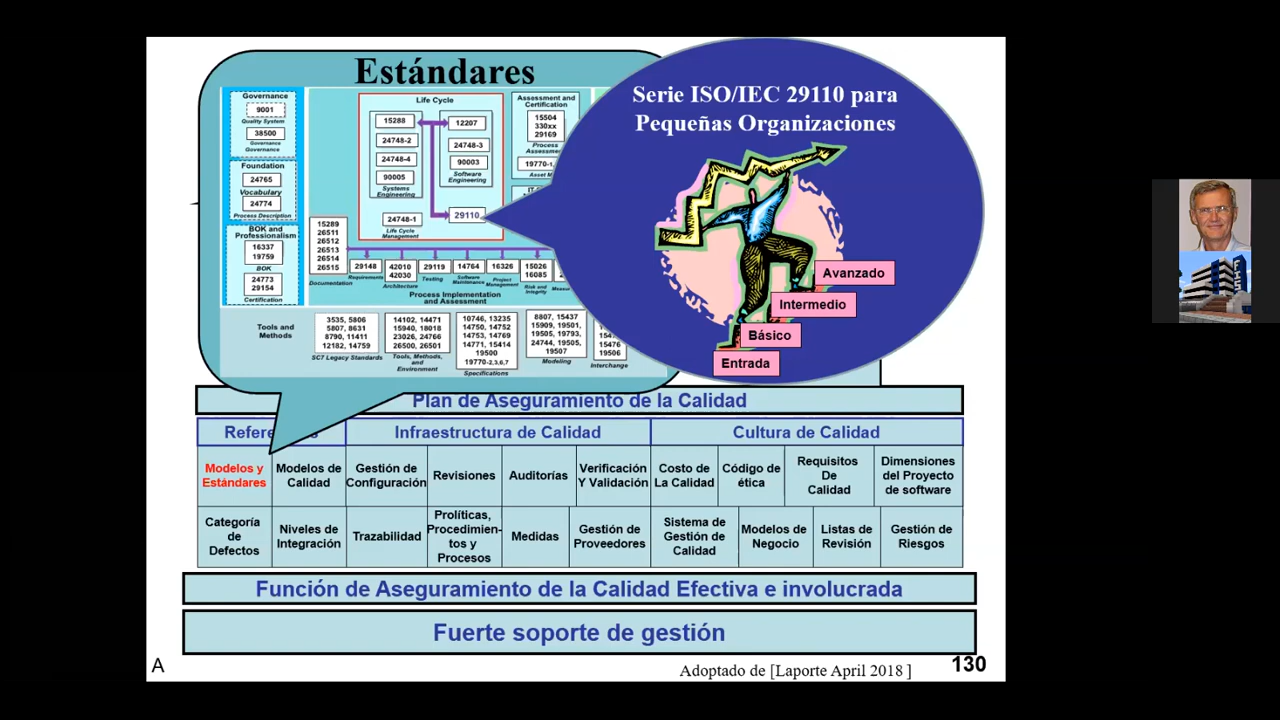 Estándares
Governance
9001
Quality System
38500
Governance
Governance
Foundation
24765
Vocabulary
24774
Process Description
BOK and
Professionalism
16337
19759
BOK
24773
29154
Certification
Life Cycle
15288
24748-2
24748-4
90005
Systems
Engineering
12207
24748-3
90003
Software
Engineering
24748-1
Life Cycle
Management
29110
Assessment and
Certification
15504
330xx
29169
Process
19770-1,
15289
26511
26512
26513
26514
26515
Documentation
29148
Requirements
42010
42030
Architecture
29119
Testing
14764
Software
Maintenance
16326
Project
Management
15026
16085
Risk and
Integrity
Process Implementation
and Assessment
Tools and
Methods
3535, 5806
5807, 8631
8790, 11411
12182, 14759
SC7 Legacy Standards
14102, 14471
15940, 18018
23026, 24766
26500, 26501
Tools, Methods,
and
Environment
10746, 13235
14750, 14752
14753, 14769
14771, 15414
19500
19770-2,3,6,7
Specifications
8807, 15437
15909, 19501,
19505, 19793,
24744, 19505,
19507
Modeling
15476
19506
Interchange
Serie ISO/IEC 29110 para
Pequeñas Organizaciones
Avanzado
Intermedio
Básico
Entrada
Plan de Aseguramiento de la Calidad
Infraestructura de Calidad
Cultura de Calidad
Modelos y
Estándares
Modelos de
Calidad
Gestión de
Configuración
Revisiones
Auditorías
Verificación
Y Validación
Costo de
La Calidad
Código de
ética
Requisitos
De
Calidad
Dimensiones
del Proyecto
de software
Categoría
de
Defectos
Niveles de
Integración
Trazabilidad
Prolíticas,
Procedimien-
tos y
Procesos
Medidas
Gestión de
Proveedores
Sistema de
Gestión de
Calidad
Modelos de
Negocio
Listas de
Revisión
Gestión de
Riesgos
Función de Aseguramiento de la Calidad Efectiva e involucrada
Fuerte soporte de gestión
A
Adoptado de [Laporte April 2018 ]
130